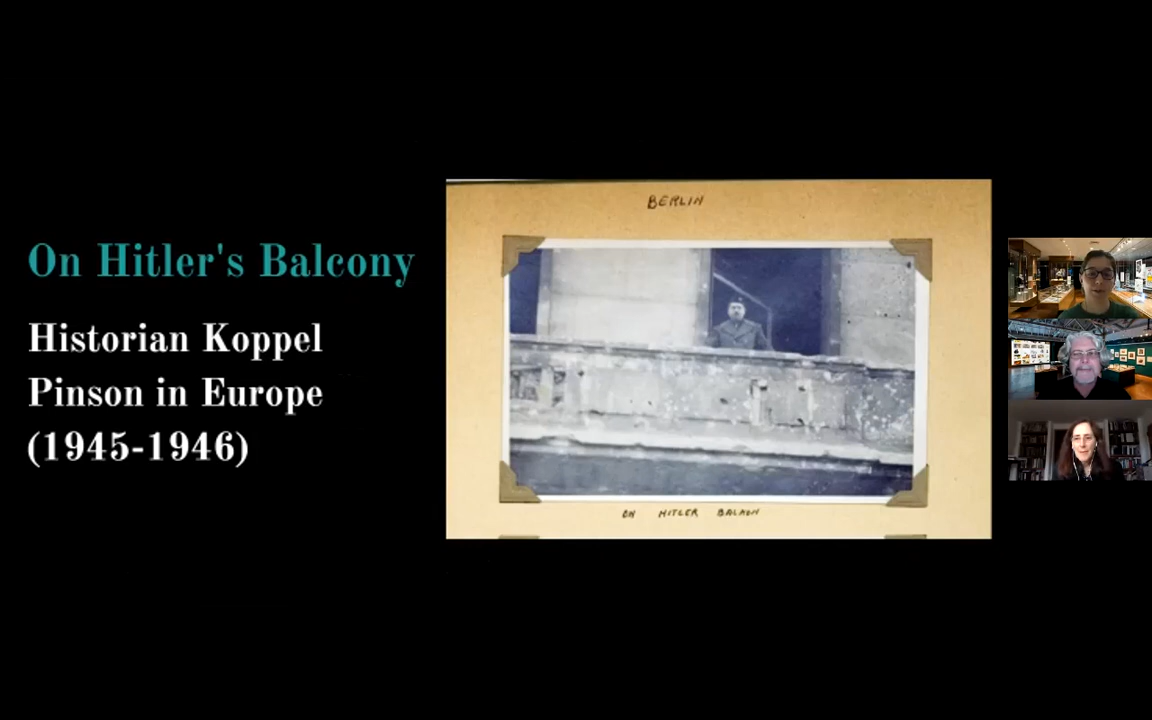 On Hitler's Balcony
Historian Koppel
Pinson in Europe
(1945-1946)
BERLIN
ON HITLER BALKON